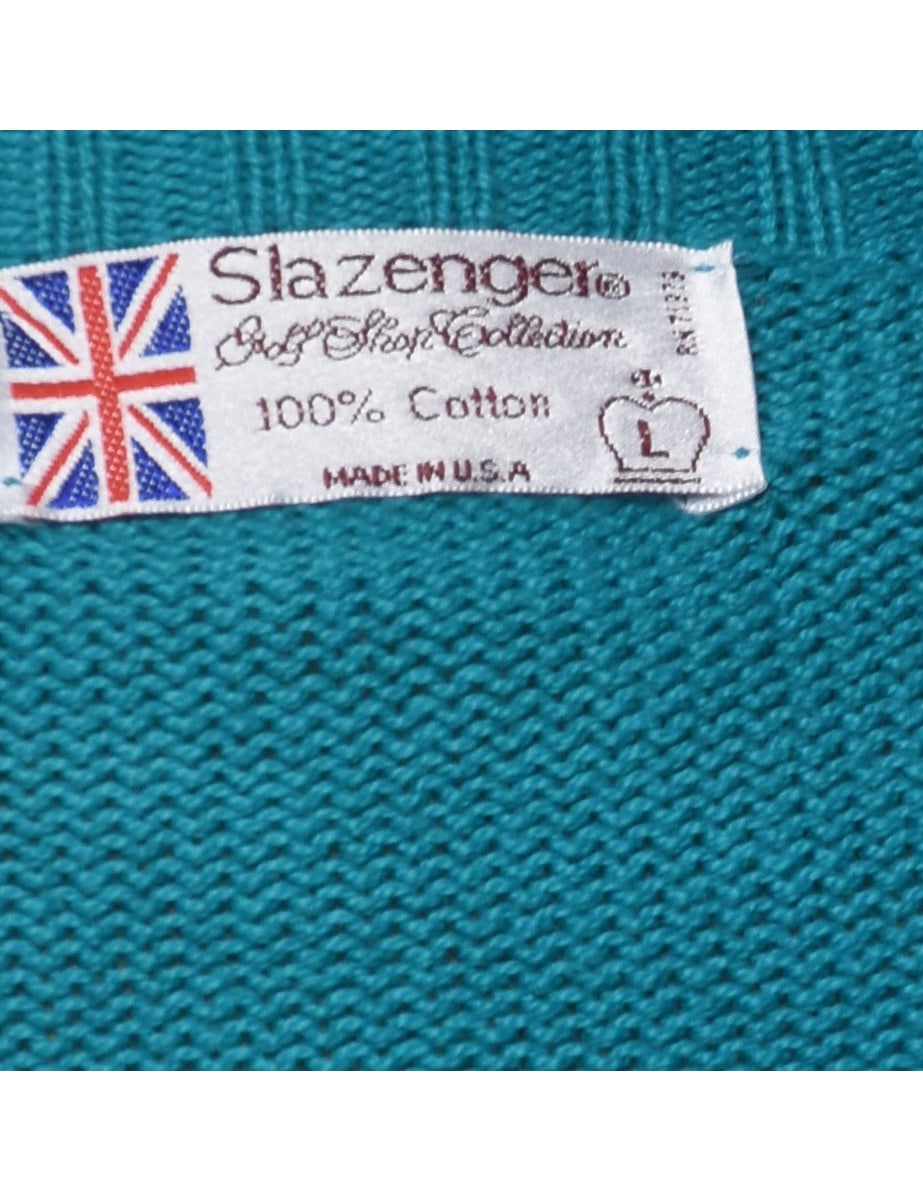 Slazenger®
Golf Shop Collection
100% Cotton
MADE IN U.S.A
L